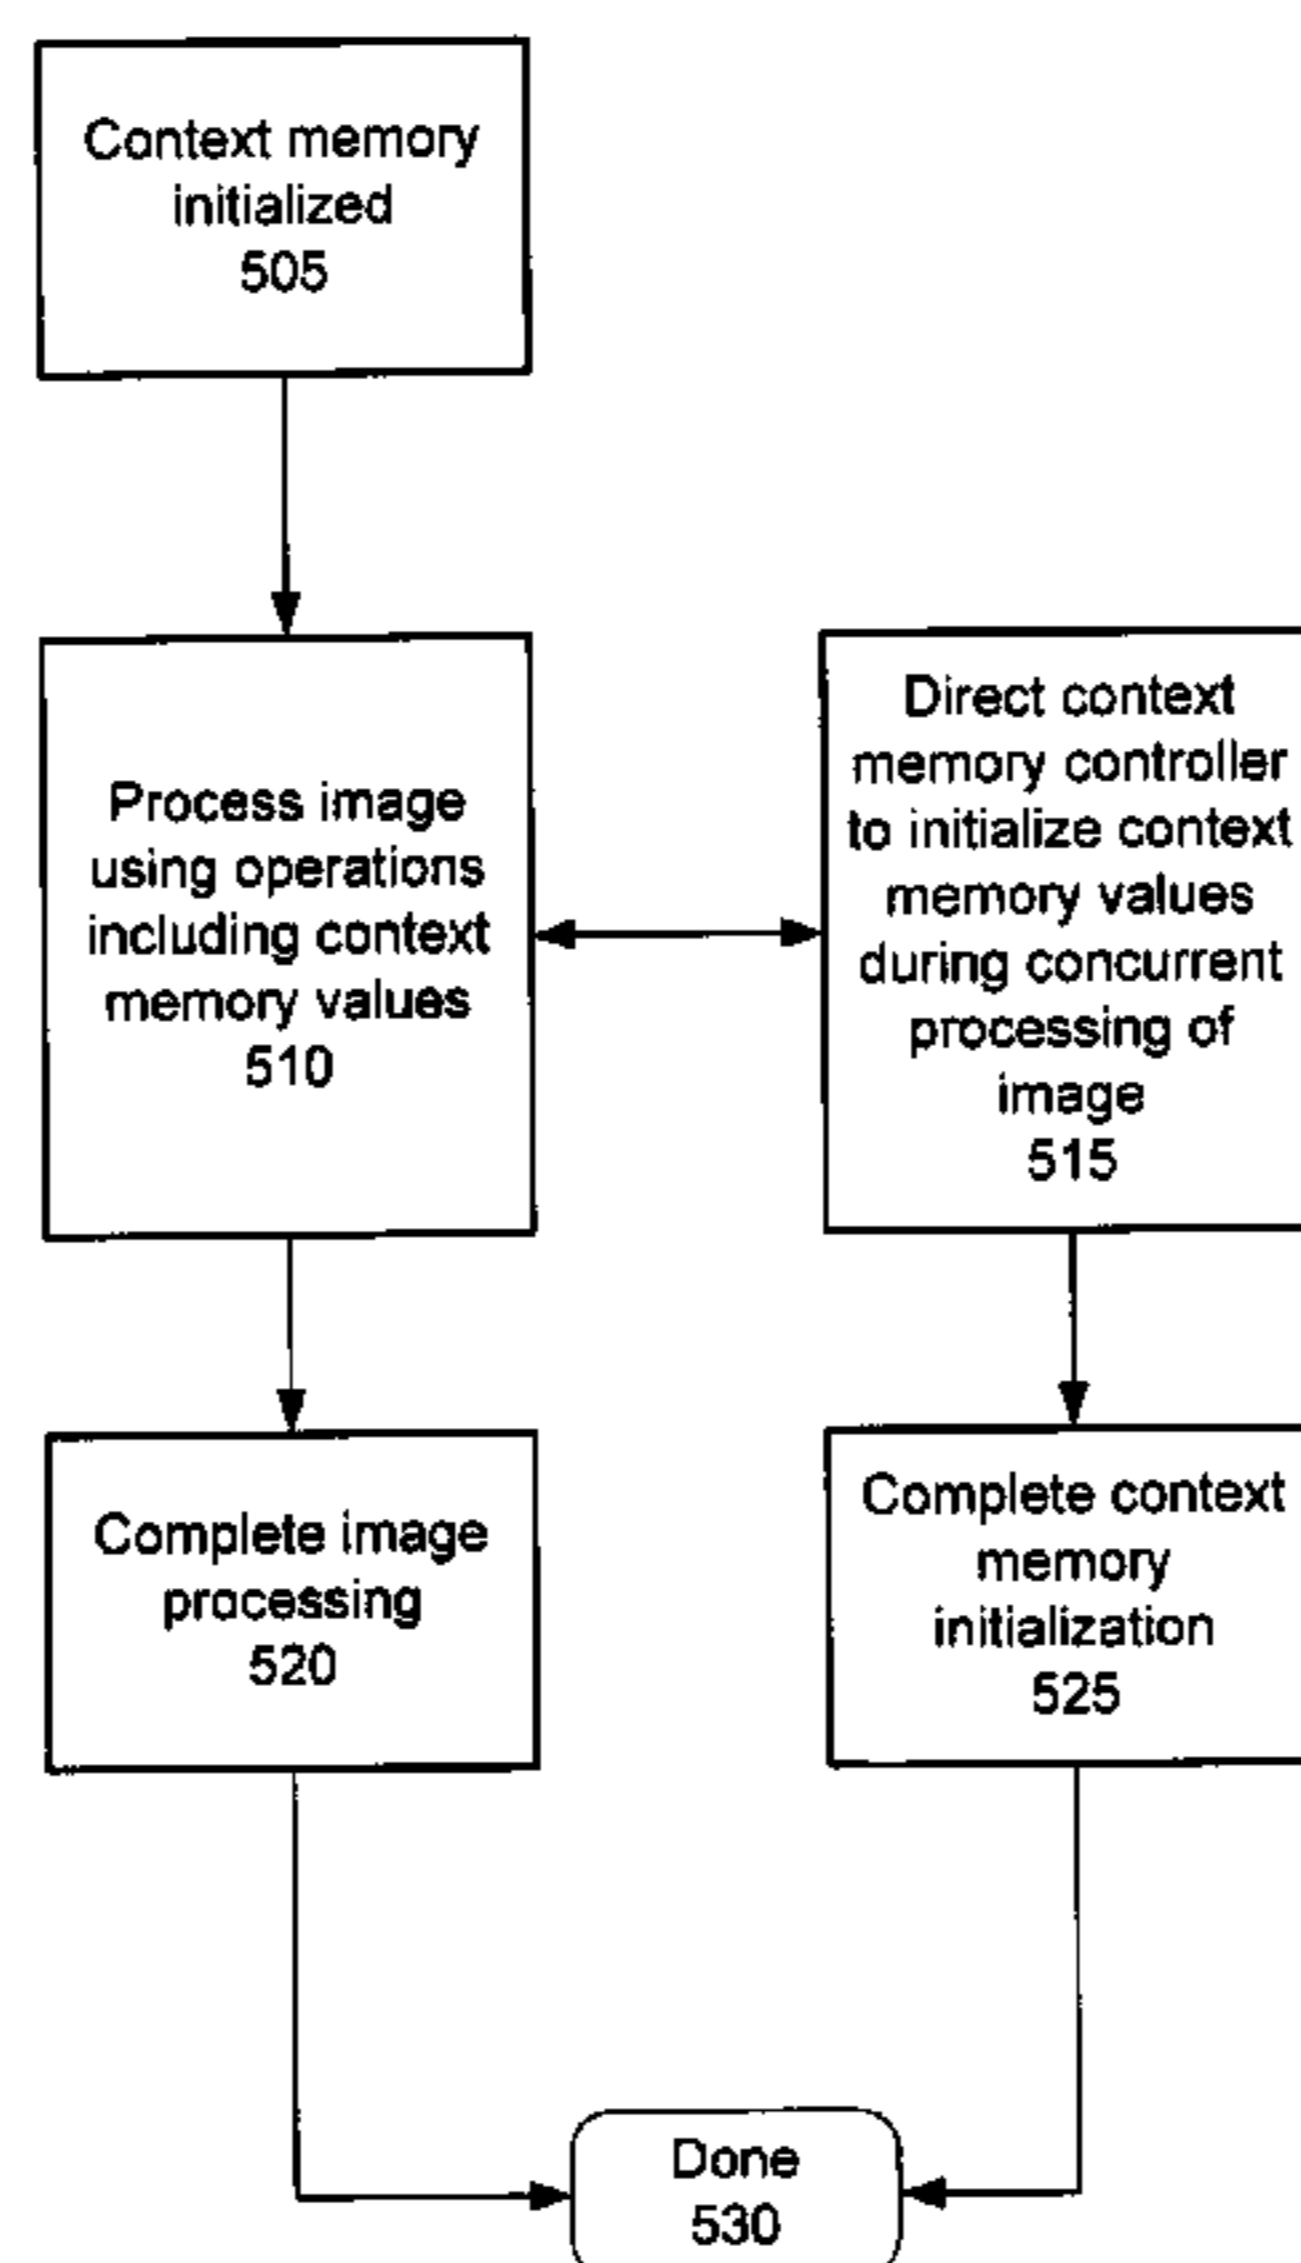 Context memory
initialized
505
Process image
using operations
including context
memory values
510
Direct context
memory controller
to initialize context
memory values
during concurrent
processing of
image
515
Complete image
processing
520
Complete context
memory
initialization
525
Done
530